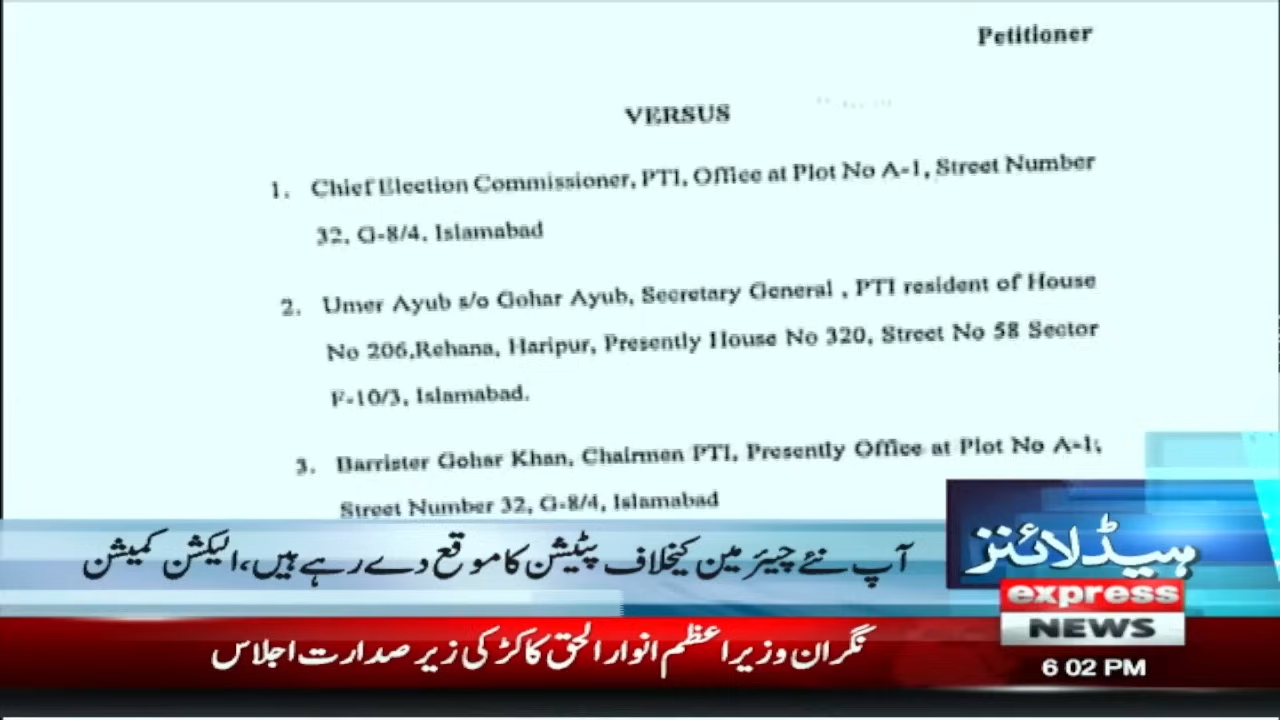 Petitioner
VERSUS
1. Chief Election Commissioner, PTI, Office at Plot No A-1, Street Number
32, G-8/4, Islamabad
2. Umer Ayub s/o Gohar Ayub, Secretary General , PTI resident of House
No 206,Rehana, Haripur, Presently House No 320, Street No 58 Sector
F-10/3, Islamabad.
3. Barrister Gohar Khan, Chairmen PTI, Presently Office at Plot No A-1,
Street Number 32, G-8/4, Islamabad
آپ نئے چیئرمین کیخلاف پٹیشن کا موقع دے رہے ہیں، الیکشن کمیشن
ہیڈلائنز
express
NEWS
نگران وزیراعظم انوارالحق کاکڑ کی زیر صدارت اجلاس
6:02 PM